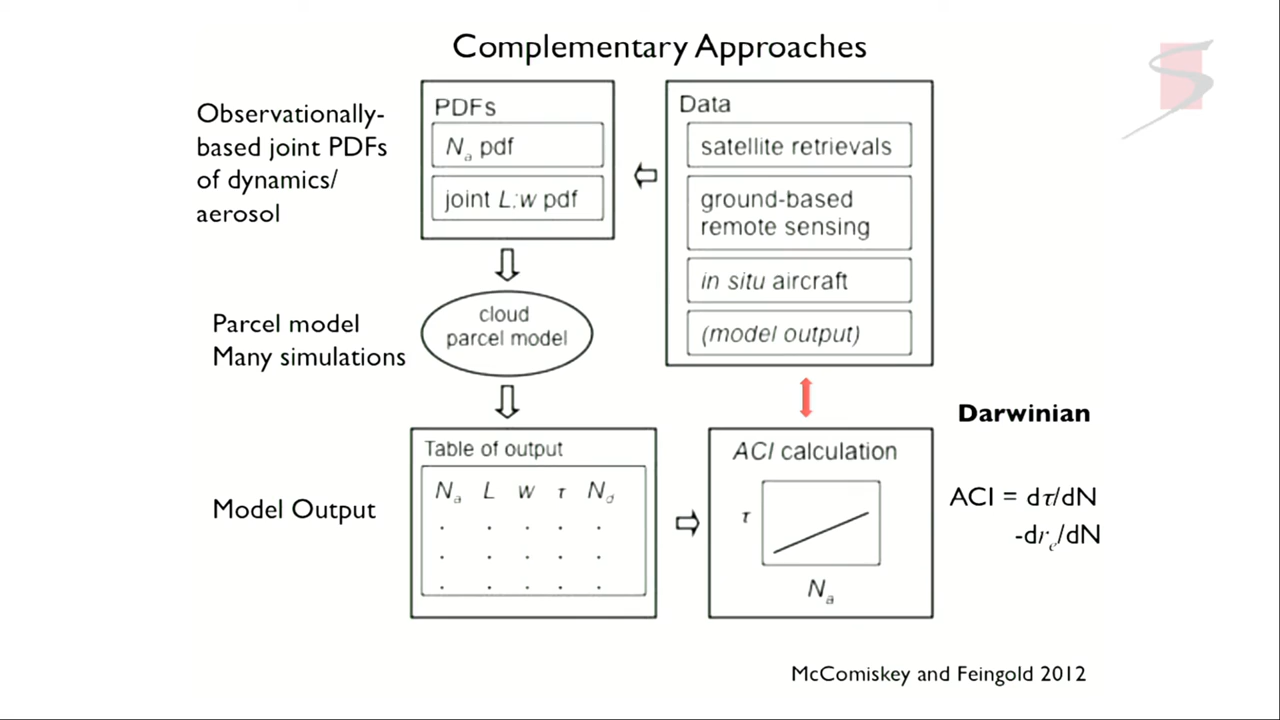 Complementary Approaches
Observationally-
based joint PDFs
of dynamics/
aerosol
PDFs
Na pdf
joint L;w pdf
Data
satellite retrievals
ground-based
remote sensing
in situ aircraft
(model output)
Parcel model
Many simulations
cloud
parcel model
Darwinian
Model Output
Table of output
Na L w τ Nd
ACI calculation
τ
Na
ACI = dτ/dN
-dre/dN
McComiskey and Feingold 2012